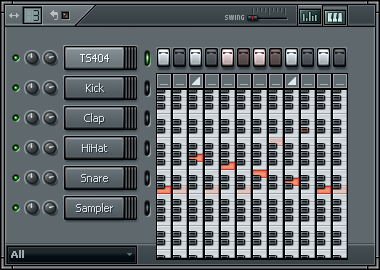 3
SWING
TS404
Kick
Clap
HiHat
Snare
Sampler
All